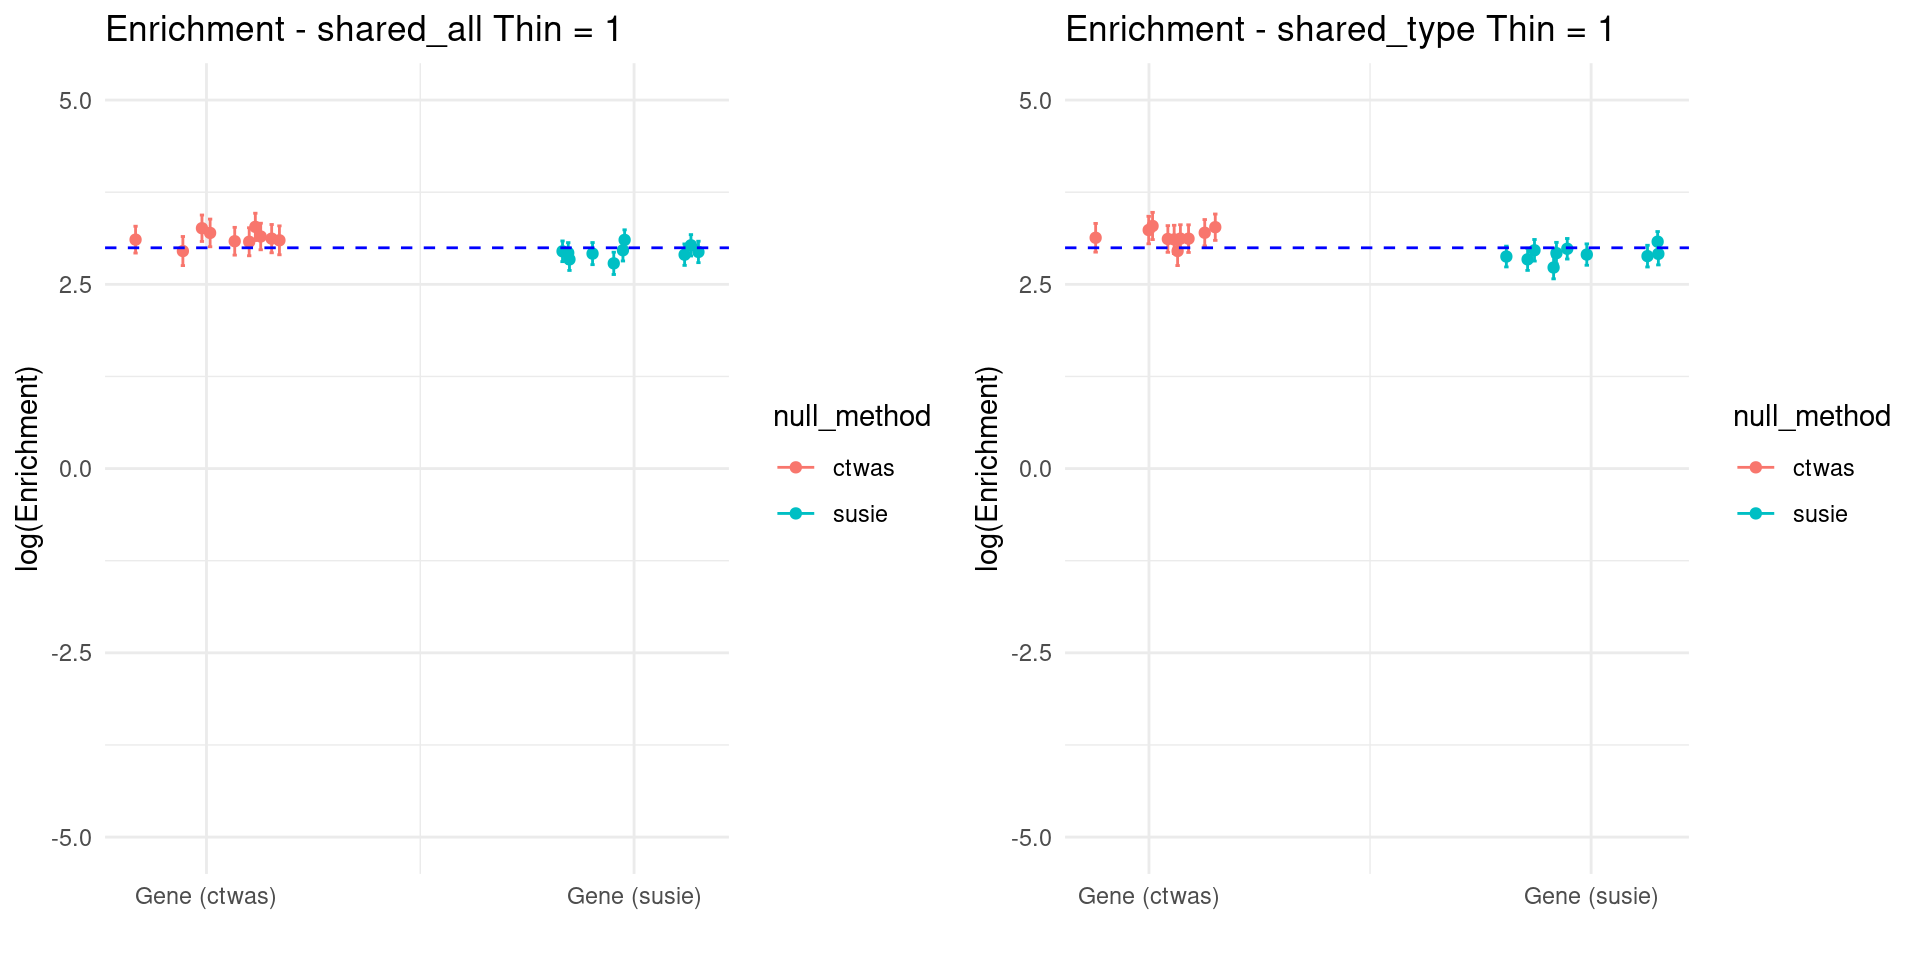 Enrichment - shared_all Thin = 1
5.0
2.5
0.0
-2.5
-5.0
log(Enrichment)
Gene (ctwas)
Gene (susie)
null_method
ctwas
susie
Enrichment - shared_type Thin = 1
5.0
2.5
0.0
-2.5
-5.0
log(Enrichment)
Gene (ctwas)
Gene (susie)
null_method
ctwas
susie